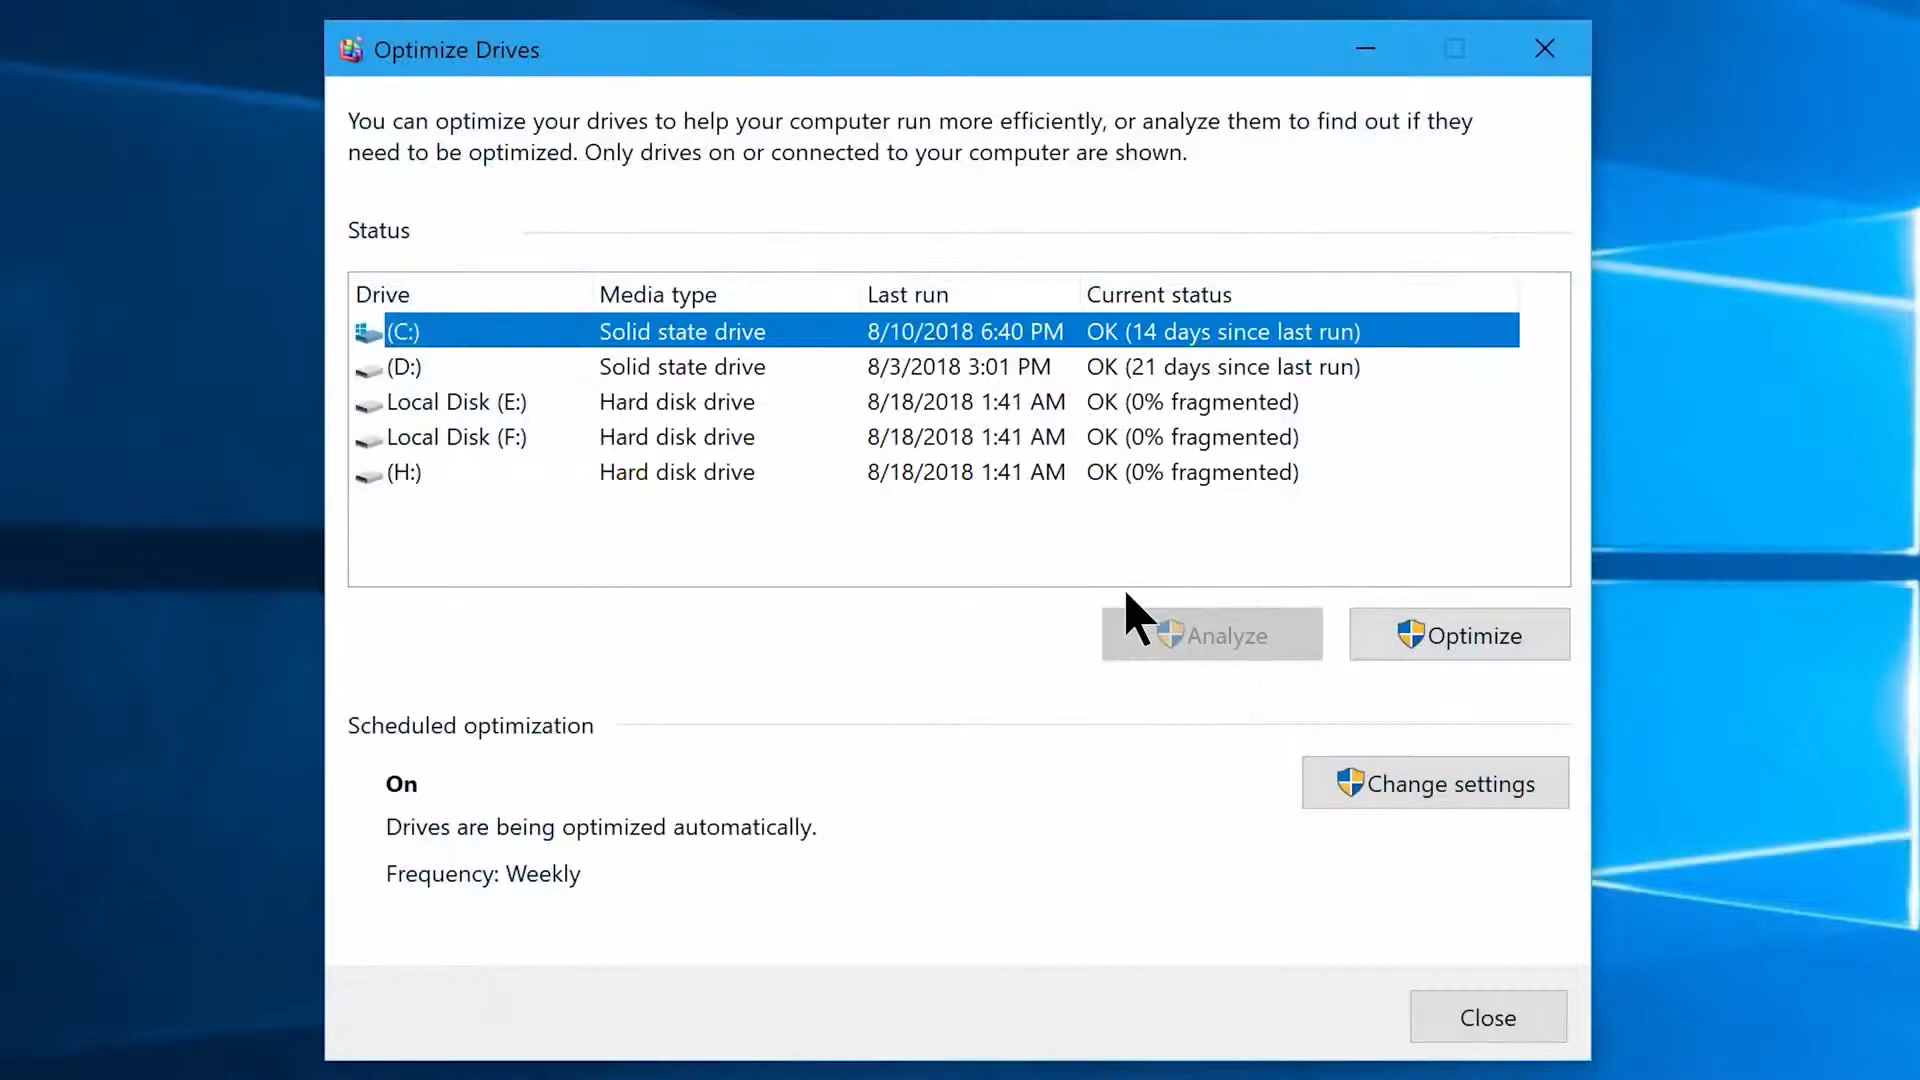 Optimize Drives
You can optimize your drives to help your computer run more efficiently, or analyze them to find out if they
need to be optimized. Only drives on or connected to your computer are shown.
Status
Drive Media type Last run Current status
(C:) Solid state drive 8/10/2018 6:40 PM OK (14 days since last run)
(D:) Solid state drive 8/3/2018 3:01 PM OK (21 days since last run)
Local Disk (E:) Hard disk drive 8/18/2018 1:41 AM OK (0% fragmented)
Local Disk (F:) Hard disk drive 8/18/2018 1:41 AM OK (0% fragmented)
(H:) Hard disk drive 8/18/2018 1:41 AM OK (0% fragmented)
Analyze Optimize
Scheduled optimization
On
Change settings
Drives are being optimized automatically.
Frequency: Weekly
Close